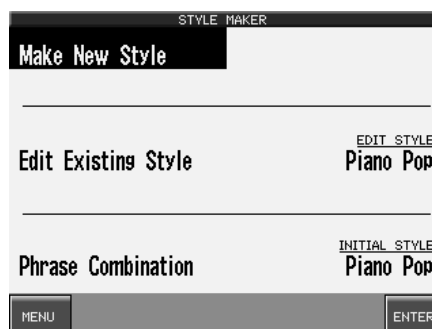 STYLE MAKER
Make New Style
EDIT STYLE
Edit Existing Style Piano Pop
INITIAL STYLE
Phrase Combination Piano Pop
MENU ENTER